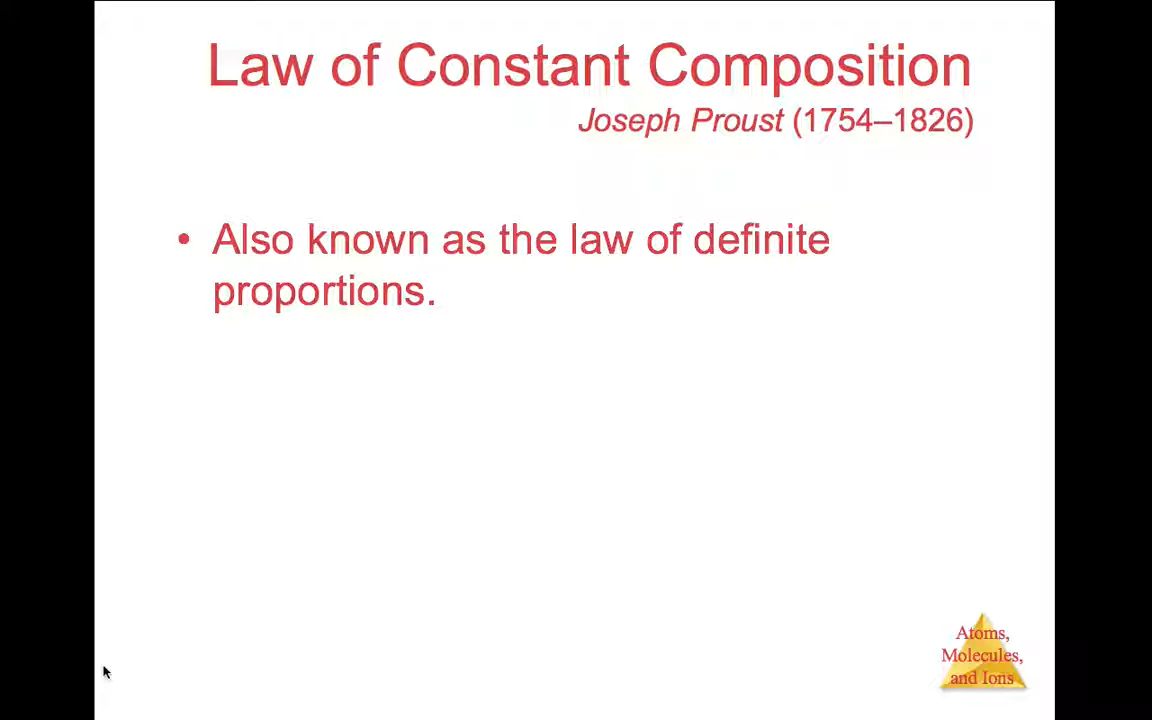 Law of Constant Composition
Joseph Proust (1754–1826)
• Also known as the law of definite
proportions.
Atoms,
Molecules,
and Ions